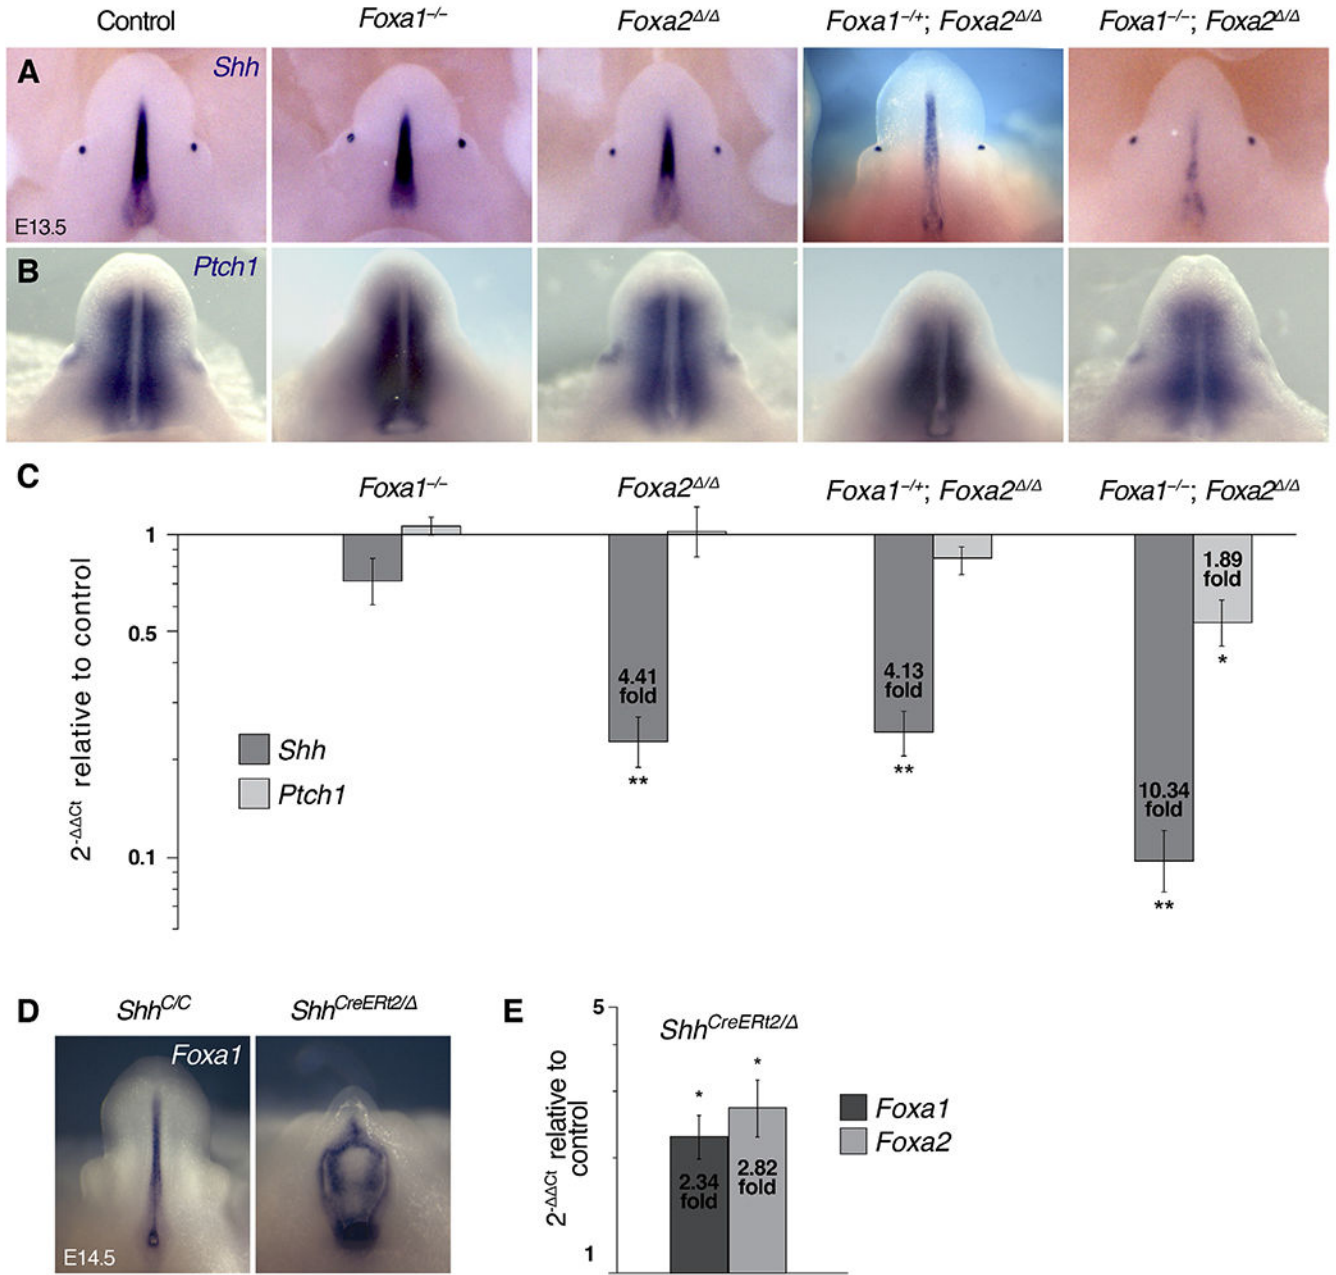 Control Foxa1–/– Foxa2Δ/Δ Foxa1–/+; Foxa2Δ/Δ Foxa1–/–; Foxa2Δ/Δ
A Shh
E13.5
B Ptch1
C
Foxa1–/– Foxa2Δ/Δ Foxa1–/+; Foxa2Δ/Δ Foxa1–/–; Foxa2Δ/Δ
2-ΔΔCt relative to control
1
0.5
0.1
Shh
Ptch1
4.41
fold
**
4.13
fold
**
10.34
fold
**
1.89
fold
*
D ShhC/C ShhCreERt2/Δ
Foxa1
E14.5
E
ShhCreERt2/Δ
2-ΔΔCt relative to
control
5
1
*
*
2.34
fold
2.82
fold
Foxa1
Foxa2